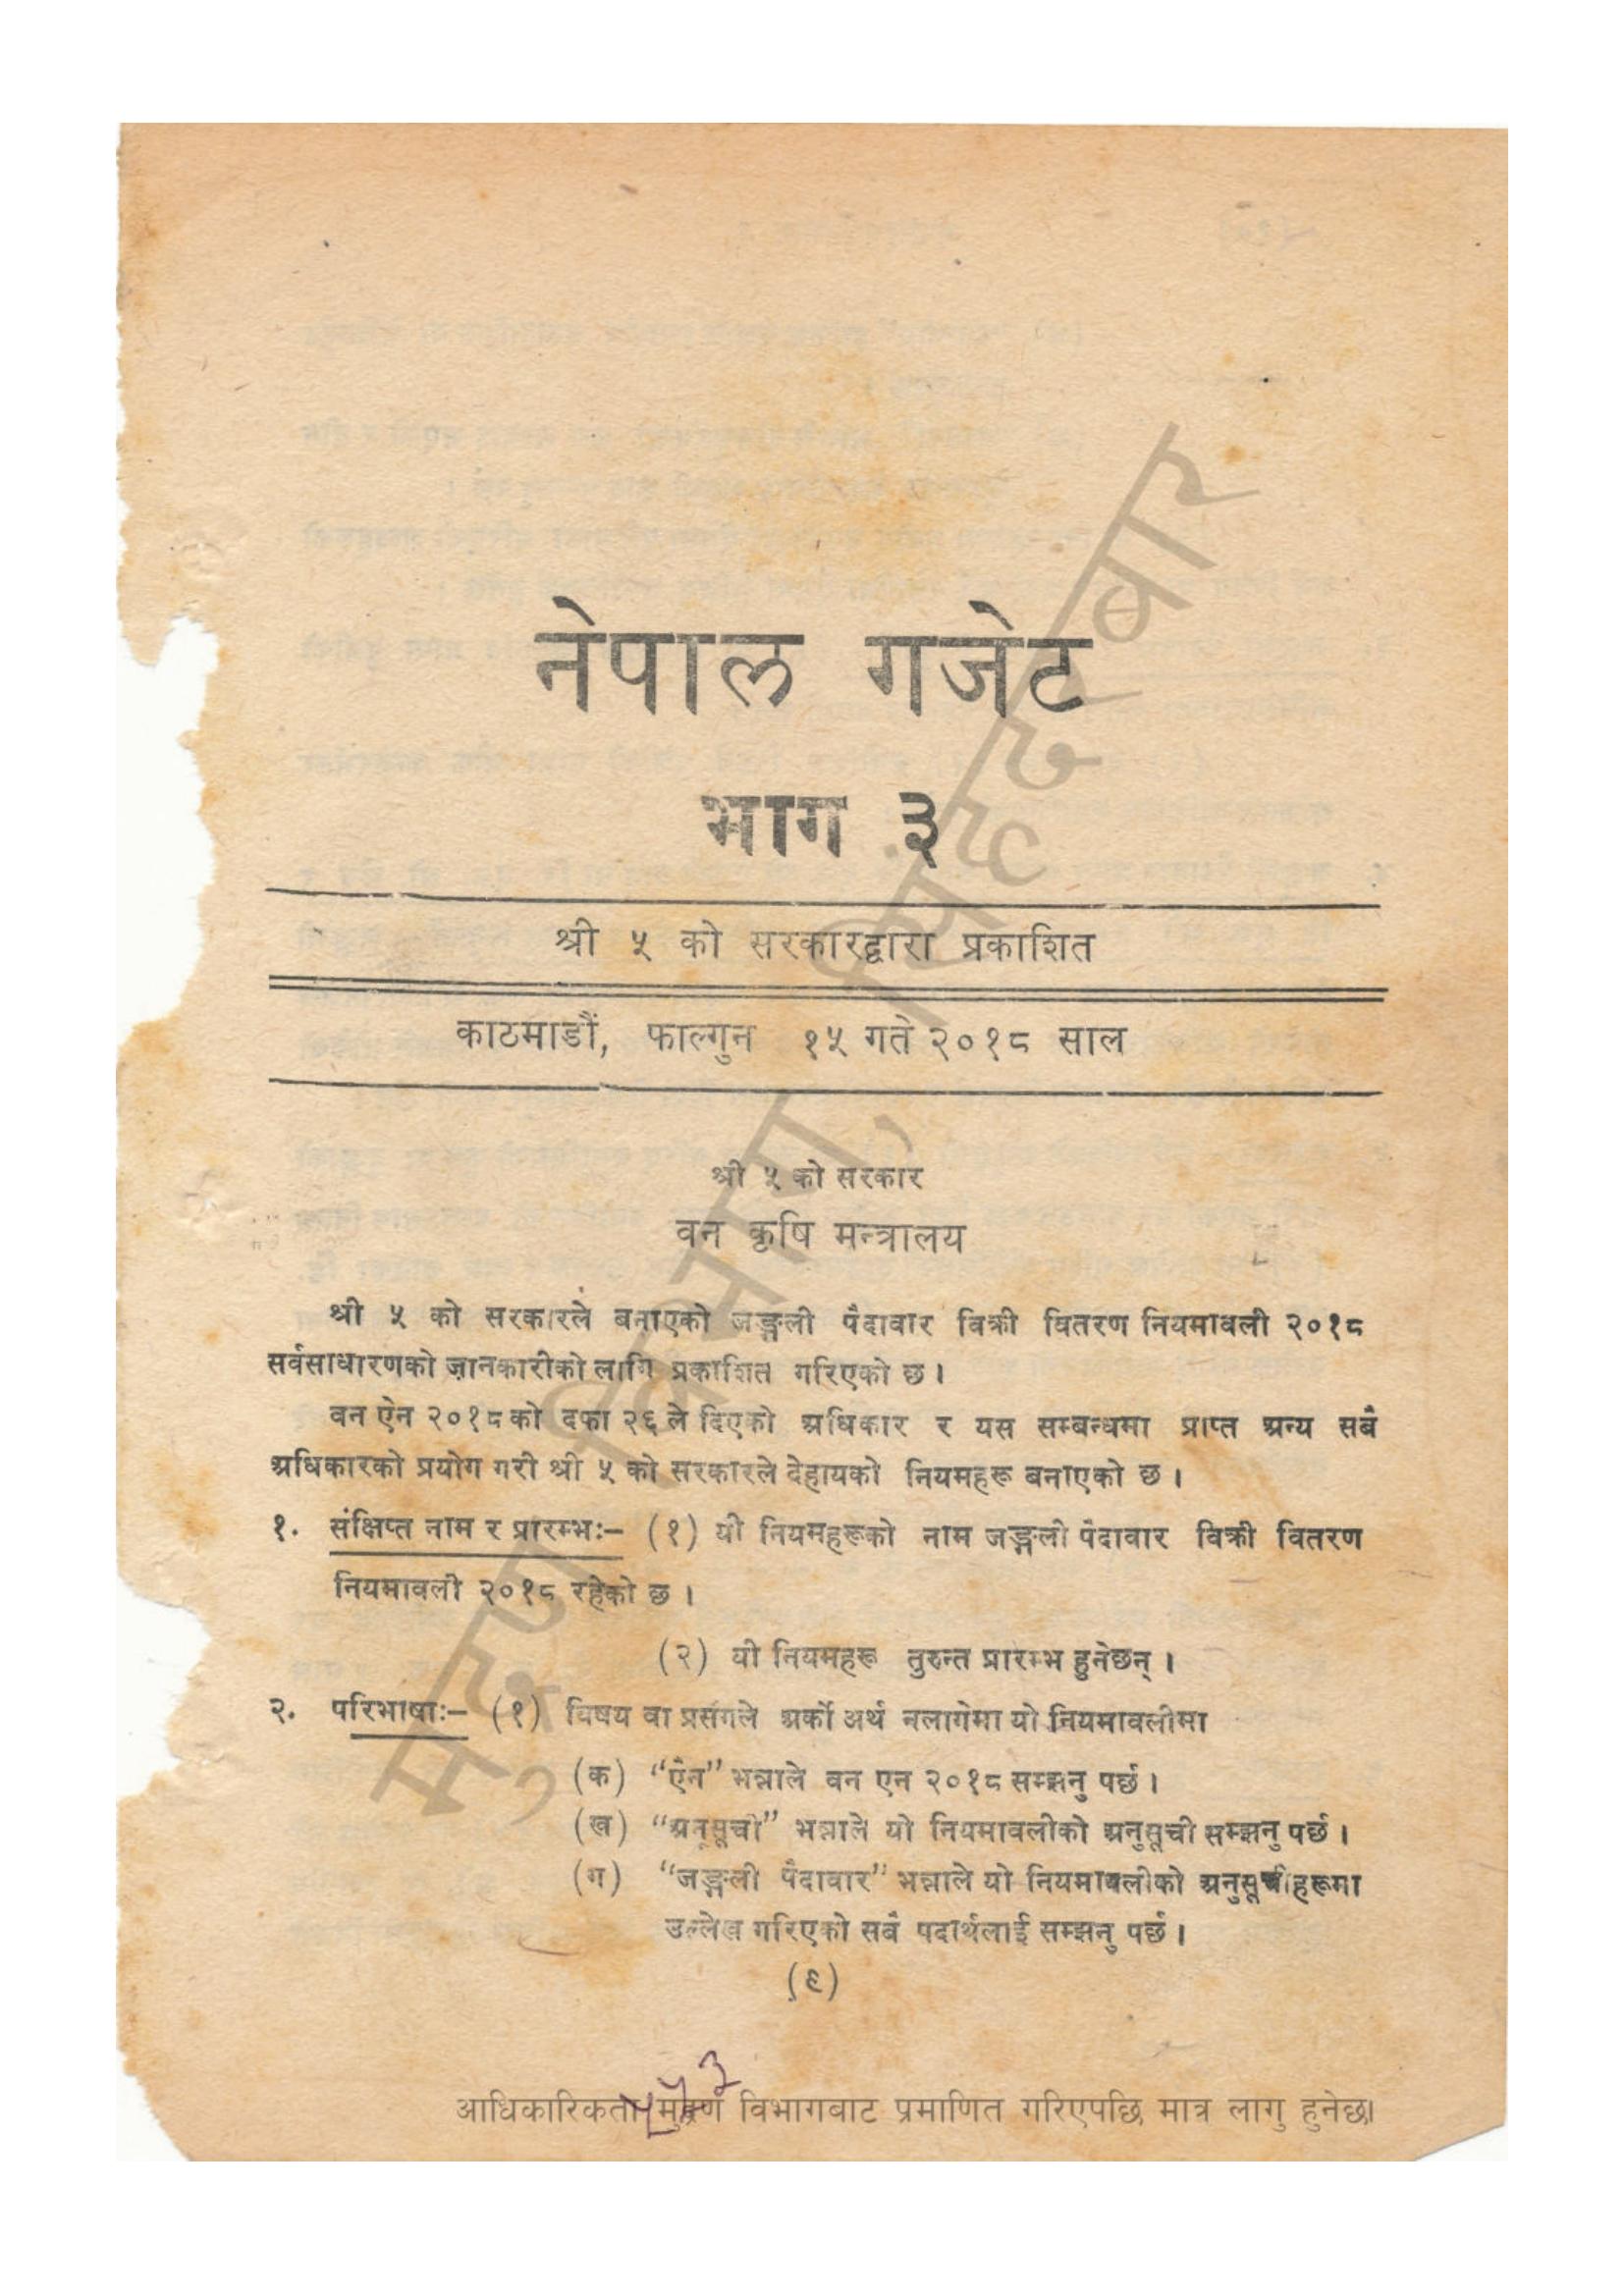 नेपाल गजेट
भाग ३
श्री ५ को सरकारद्वारा प्रकाशित
काठमाडौं, फाल्गुन १५ गते २०१८ साल
श्री ५ को सरकार
वन कृषि मन्त्रालय
श्री ५ को सरकारले बनाएको जङ्गली पैदावार विक्री वितरण नियमावली २०१८
सर्वसाधारणको जानकारीको लागि प्रकाशित गरिएको छ ।
वन ऐन २०१८ को दफा २६ ले दिएको अधिकार र यस सम्बन्धमा प्राप्त अन्य सबै
अधिकारको प्रयोग गरी श्री ५ को सरकारले देहायको नियमहरू बनाएको छ ।
१. संक्षिप्त नाम र प्रारम्भः– (१) यी नियमहरूको नाम जङ्गली पैदावार विक्री वितरण
नियमावली २०१८ रहेको छ ।
(२) यी नियमहरू तुरुन्त प्रारम्भ हुनेछन् ।
२. परिभाषाः– (१) विषय वा प्रसंगले अर्को अर्थ नलागेमा यो नियमावलीमा
(क) "ऐन" भन्नाले वन एन २०१८ सम्झनु पर्छ ।
(ख) "अनूसूची" भन्नाले यो नियमावलीको अनुसूची सम्झनु पर्छ ।
(ग) "जङ्गली पैदावार" भन्नाले यो नियमावलीको अनुसूचीहरूमा
उल्लेख गरिएको सबै पदार्थलाई सम्झनु पर्छ ।
(९)
आधिकारिकता मुद्रण विभागबाट प्रमाणित गरिएपछि मात्र लागु हुनेछ।